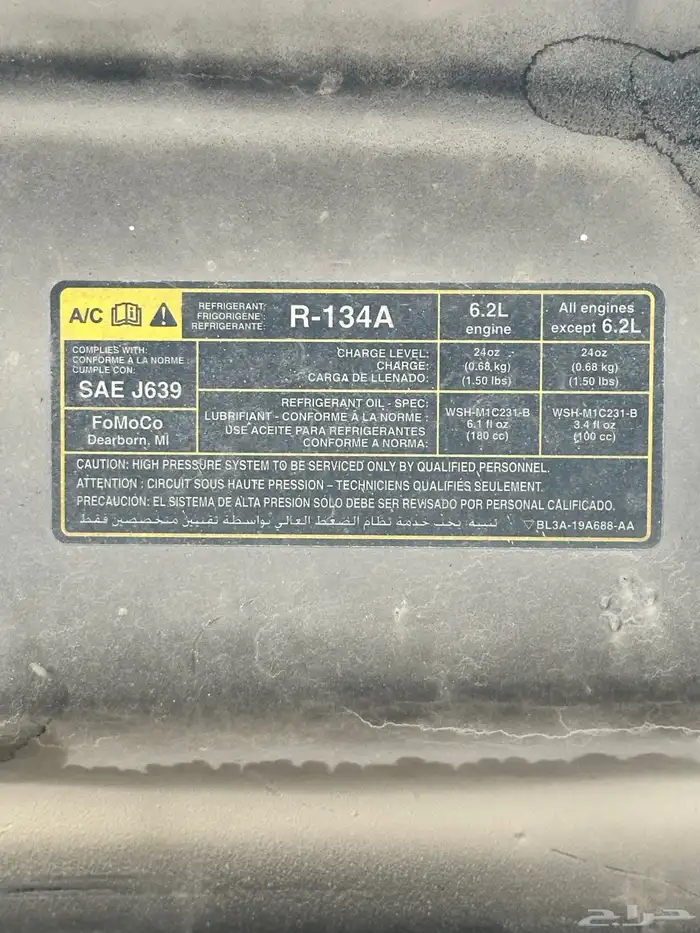 A/C
REFRIGERANT:
FRIGORIGENE:
REFRIGERANTE:
R-134A
6.2L
engine
All engines
except 6.2L
COMPLIES WITH:
CONFORME À LA NORME :
CUMPLE CON:
SAE J639
FoMoCo
Dearborn, MI
CHARGE LEVEL:
CHARGE:
CARGA DE LLENADO:
24oz
(0.68 kg)
(1.50 lbs)
24oz
(0.68 kg)
(1.50 lbs)
REFRIGERANT OIL - SPEC:
LUBRIFIANT - CONFORME À LA NORME :
USE ACEITE PARA REFRIGERANTES
CONFORME A NORMA:
WSH-M1C231-B
6.1 fl oz
(180 cc)
WSH-M1C231-B
3.4 fl oz
(100 cc)
CAUTION: HIGH PRESSURE SYSTEM TO BE SERVICED ONLY BY QUALIFIED PERSONNEL.
ATTENTION : CIRCUIT SOUS HAUTE PRESSION – TECHNICIENS QUALIFIÉS SEULEMENT.
PRECAUCIÓN: EL SISTEMA DE ALTA PRESIÓN SÓLO DEBE SER REWSADO POR PERSONAL CALIFICADO.
تنبيه: يجب خدمة نظام الضغط العالي بواسطة تقنيين متخصصين فقط
BL3A-19A688-AA
حراج